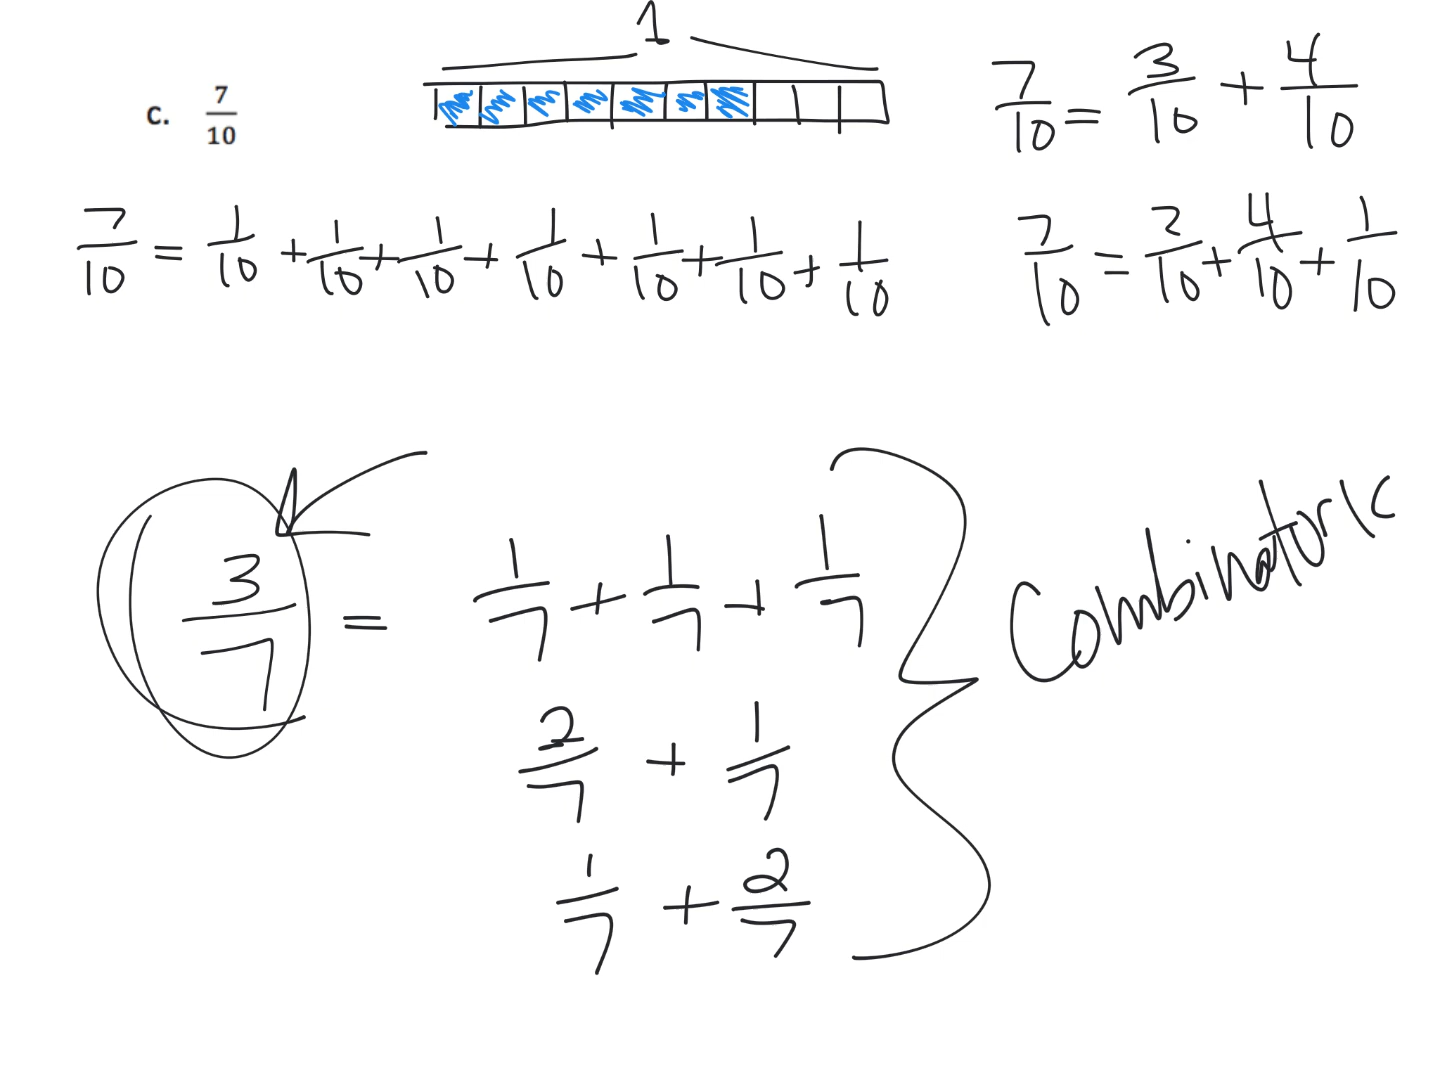 1
c. 7/10
7/10 = 3/10 + 4/10
7/10 = 1/10 + 1/10 + 1/10 + 1/10 + 1/10 + 1/10 + 1/10
7/10 = 2/10 + 4/10 + 1/10
3/7 = 1/7 + 1/7 + 1/7
2/7 + 1/7
1/7 + 2/7
Combinatoric